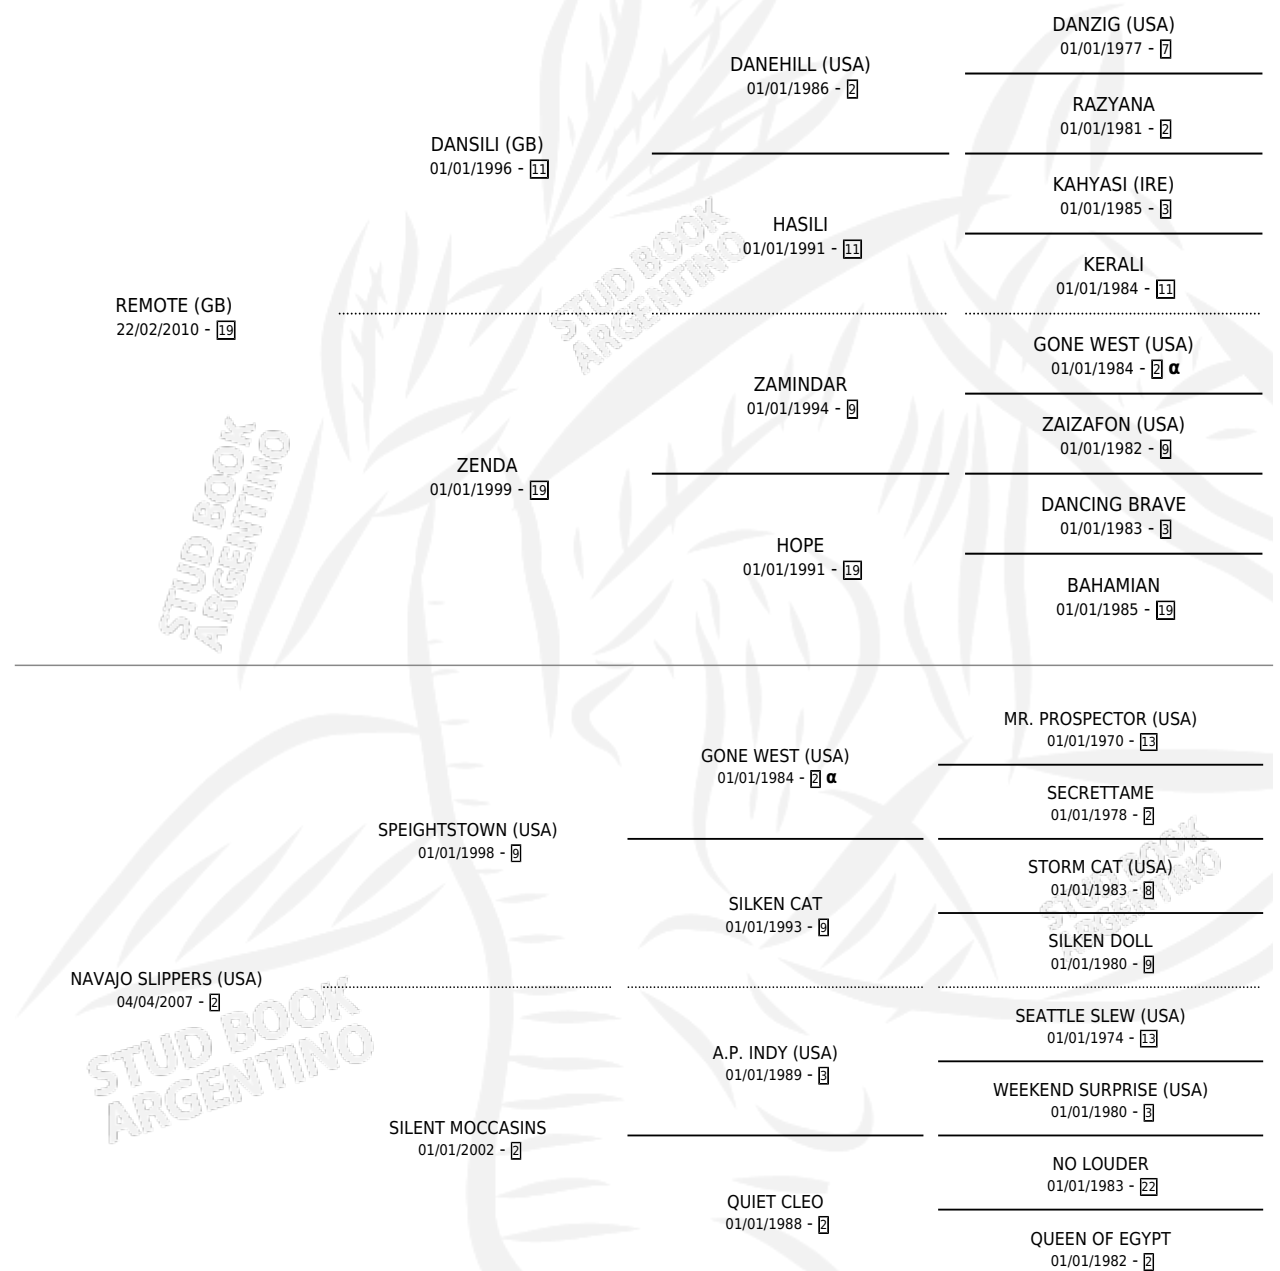 DANZIG (USA)
01/01/1977 - 7
DANEHILL (USA)
01/01/1986 - 2
RAZYANA
01/01/1981 - 2
DANSILI (GB)
01/01/1996 - 11
KAHYASI (IRE)
01/01/1985 - 3
HASILI
01/01/1991 - 11
KERALI
01/01/1984 - 11
REMOTE (GB)
22/02/2010 - 19
GONE WEST (USA)
01/01/1984 - 2 α
ZAMINDAR
01/01/1994 - 9
ZAIZAFON (USA)
01/01/1982 - 9
ZENDA
01/01/1999 - 19
DANCING BRAVE
01/01/1983 - 3
HOPE
01/01/1991 - 19
BAHAMIAN
01/01/1985 - 19
STUD BOOK
ARGENTINO
STUD BOOK
ARGENTINO
MR. PROSPECTOR (USA)
01/01/1970 - 13
GONE WEST (USA)
01/01/1984 - 2 α
SECRETTAME
01/01/1978 - 2
SPEIGHTSTOWN (USA)
01/01/1998 - 9
STORM CAT (USA)
01/01/1983 - 8
SILKEN CAT
01/01/1993 - 9
SILKEN DOLL
01/01/1980 - 9
NAVAJO SLIPPERS (USA)
04/04/2007 - 2
SEATTLE SLEW (USA)
01/01/1974 - 13
A.P. INDY (USA)
01/01/1989 - 3
WEEKEND SURPRISE (USA)
01/01/1980 - 3
SILENT MOCCASINS
01/01/2002 - 2
NO LOUDER
01/01/1983 - 22
QUIET CLEO
01/01/1988 - 2
QUEEN OF EGYPT
01/01/1982 - 2
STUD BOOK
ARGENTINO
STUD BOOK
ARGENTINO